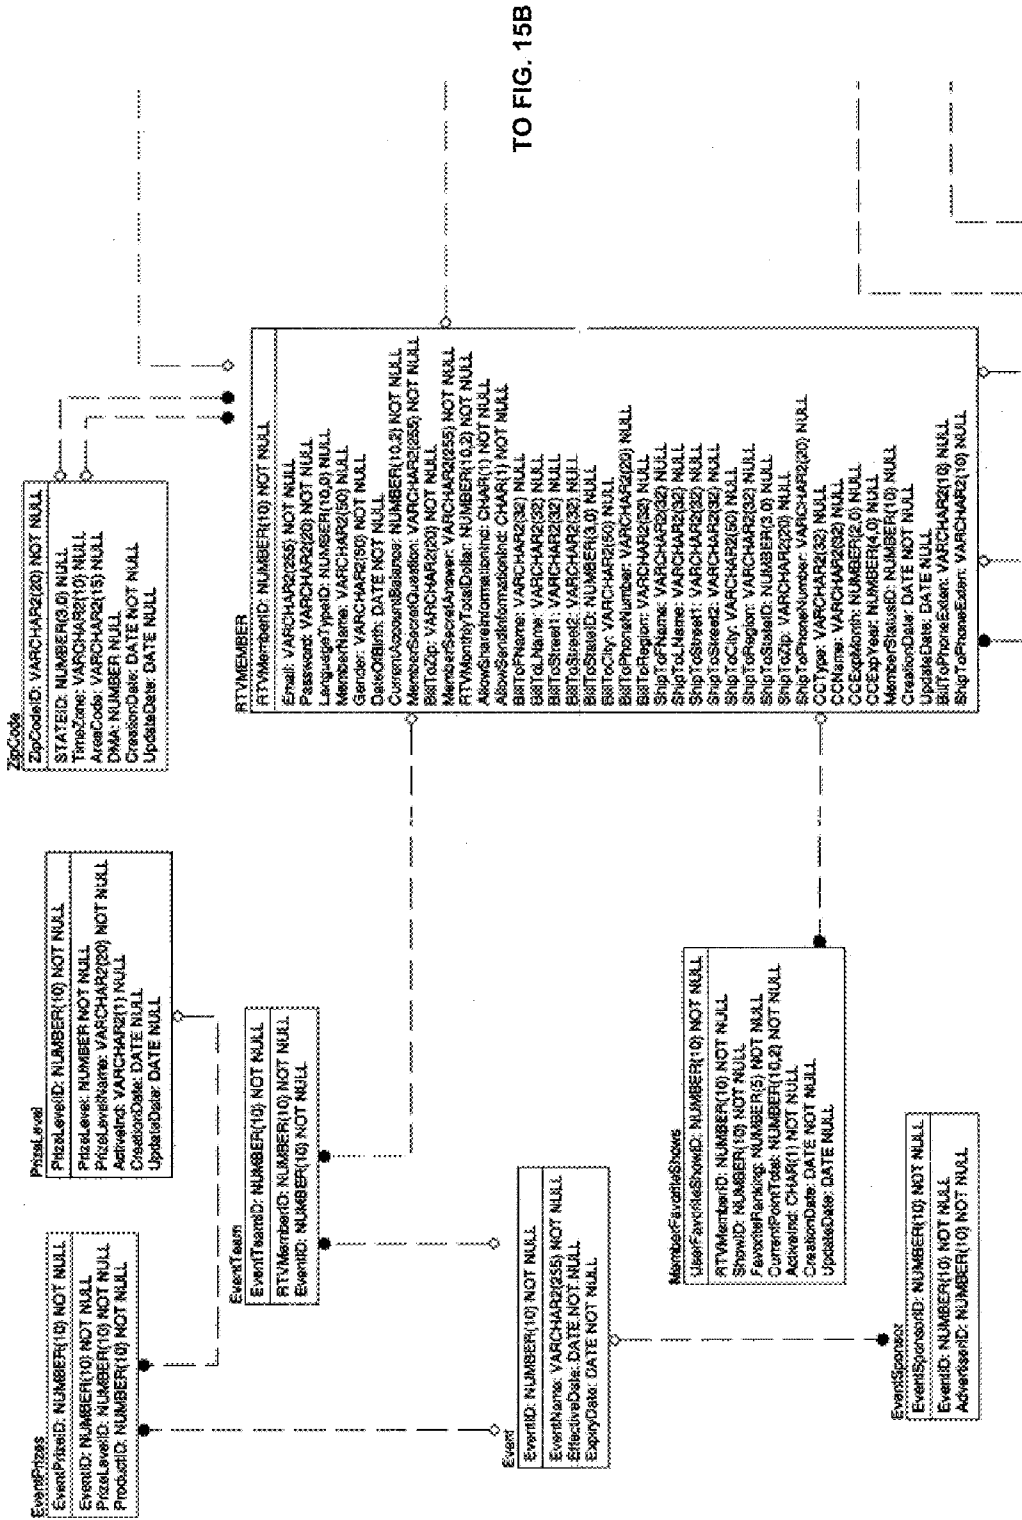 EventPrizes
EventPrizeID: NUMBER(10) NOT NULL
EventID: NUMBER(10) NOT NULL
PrizeLevelID: NUMBER(10) NOT NULL
ProductID: NUMBER(10) NOT NULL
PrizeLevel
PrizeLevelID: NUMBER(10) NOT NULL
PrizeLevel: NUMBER NOT NULL
PrizeLevelName: VARCHAR2(20) NOT NULL
ActiveInd: VARCHAR2(1) NULL
CreationDate: DATE NULL
UpdateDate: DATE NULL
ZipCode
ZipCodeID: VARCHAR2(20) NOT NULL
STATEID: NUMBER(3,0) NULL
TimeZone: VARCHAR2(10) NULL
AreaCode: VARCHAR2(15) NULL
DMA: NUMBER NULL
CreationDate: DATE NOT NULL
UpdateDate: DATE NULL
EventTeam
EventTeamID: NUMBER(10) NOT NULL
RTVMemberID: NUMBER(10) NOT NULL
EventID: NUMBER(10) NOT NULL
RTVMEMBER
RTVMemberID: NUMBER(10) NOT NULL
Email: VARCHAR2(255) NOT NULL
Password: VARCHAR2(20) NOT NULL
LanguageTypeID: NUMBER(10,0) NULL
MemberName: VARCHAR2(50) NULL
Gender: VARCHAR2(50) NOT NULL
DateOfBirth: DATE NOT NULL
CurrentAccountBalance: NUMBER(10,2) NOT NULL
MemberSecretQuestion: VARCHAR2(255) NOT NULL
BillToZip: VARCHAR2(20) NOT NULL
MemberSecretAnswer: VARCHAR2(255) NOT NULL
RTVMonthlyTotalDollar: NUMBER(10,2) NOT NULL
AllowShareInformationInd: CHAR(1) NOT NULL
AllowSendInformationInd: CHAR(1) NOT NULL
BillToFName: VARCHAR2(32) NULL
BillToLName: VARCHAR2(32) NULL
BillToStreet1: VARCHAR2(32) NULL
BillToStreet2: VARCHAR2(32) NULL
BillToStateID: NUMBER(3,0) NULL
BillToCity: VARCHAR2(50) NULL
BillToPhoneNumber: VARCHAR2(20) NULL
BillToRegion: VARCHAR2(32) NULL
ShipToFName: VARCHAR2(32) NULL
ShipToLName: VARCHAR2(32) NULL
ShipToStreet1: VARCHAR2(32) NULL
ShipToStreet2: VARCHAR2(32) NULL
ShipToCity: VARCHAR2(50) NULL
ShipToRegion: VARCHAR2(32) NULL
ShipToStateID: NUMBER(3,0) NULL
ShipToZip: VARCHAR2(20) NULL
ShipToPhoneNumber: VARCHAR2(20) NULL
CCType: VARCHAR2(32) NULL
CCName: VARCHAR2(32) NULL
CCExpMonth: NUMBER(2,0) NULL
CCExpYear: NUMBER(4,0) NULL
MemberStatusID: NUMBER(10) NULL
CreationDate: DATE NOT NULL
UpdateDate: DATE NULL
BillToPhoneExten: VARCHAR2(10) NULL
ShipToPhoneExten: VARCHAR2(10) NULL
Event
EventID: NUMBER(10) NOT NULL
EventName: VARCHAR2(255) NOT NULL
EffectiveDate: DATE NOT NULL
ExpiryDate: DATE NOT NULL
MemberFavoriteShows
UserFavoriteShowID: NUMBER(10) NOT NULL
RTVMemberID: NUMBER(10) NOT NULL
ShowID: NUMBER(10) NOT NULL
FavoriteRanking: NUMBER(5) NOT NULL
CurrentPointTotal: NUMBER(10,2) NOT NULL
ActiveInd: CHAR(1) NOT NULL
CreationDate: DATE NOT NULL
UpdateDate: DATE NULL
EventSponsor
EventSponsorID: NUMBER(10) NOT NULL
EventID: NUMBER(10) NOT NULL
AdvertiserID: NUMBER(10) NOT NULL
TO FIG. 15B